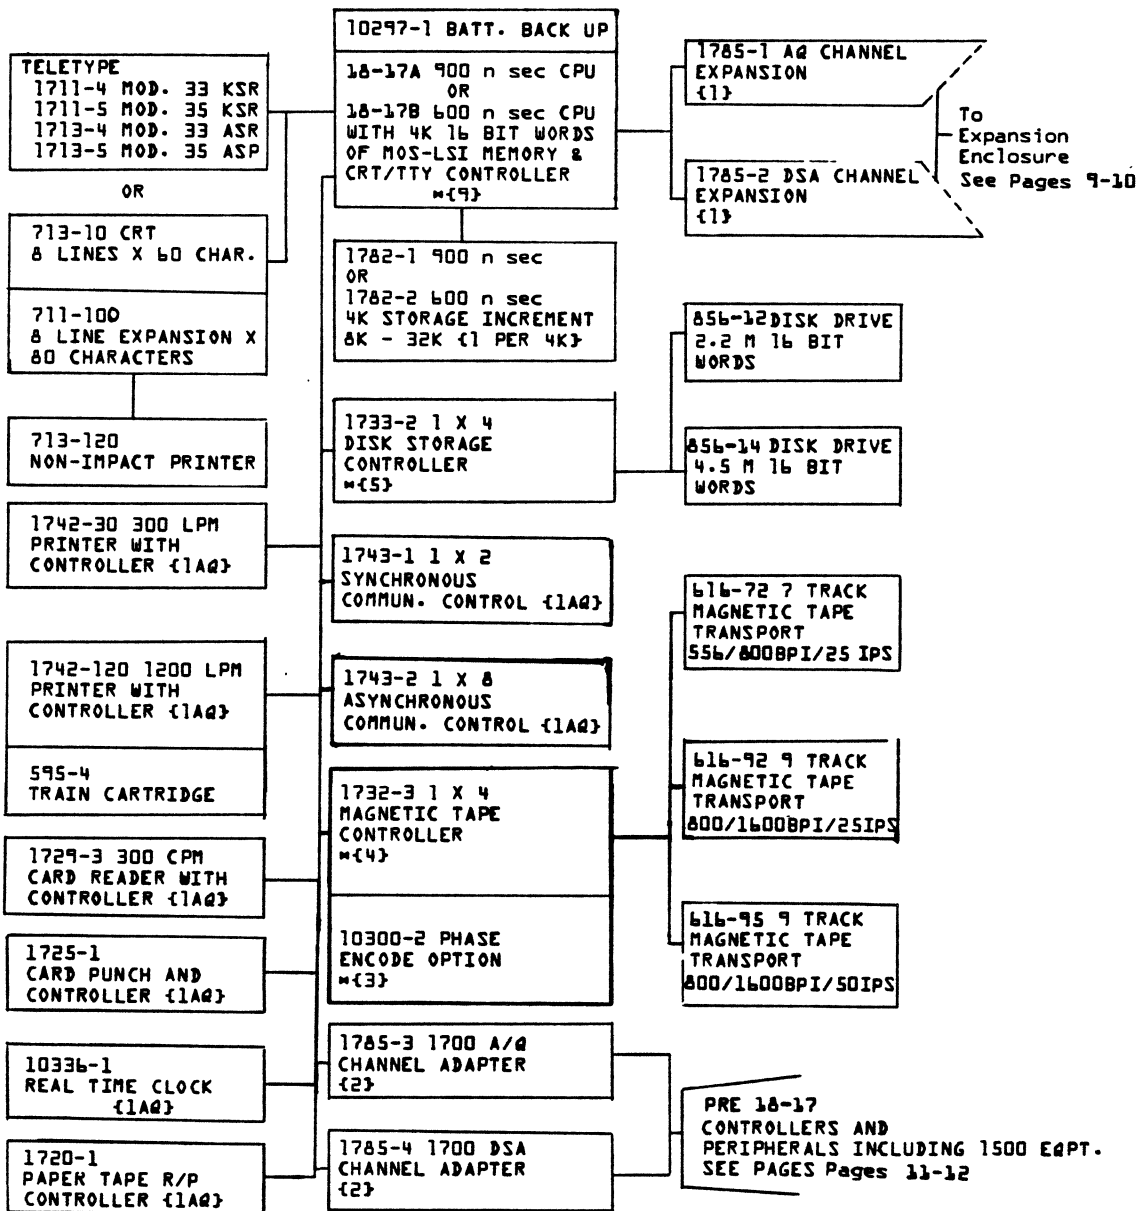 TELETYPE
1711-4 MOD. 33 KSR
1711-5 MOD. 35 KSR
1713-4 MOD. 33 ASR
1713-5 MOD. 35 ASP
OR
713-10 CRT
8 LINES X 60 CHAR.
711-100
8 LINE EXPANSION X
80 CHARACTERS
713-120
NON-IMPACT PRINTER
1742-30 300 LPM
PRINTER WITH
CONTROLLER {1AQ}
1742-120 1200 LPM
PRINTER WITH
CONTROLLER {1AQ}
595-4
TRAIN CARTRIDGE
1729-3 300 CPM
CARD READER WITH
CONTROLLER {1AQ}
1725-1
CARD PUNCH AND
CONTROLLER {1AQ}
10336-1
REAL TIME CLOCK
{1AQ}
1720-1
PAPER TAPE R/P
CONTROLLER {1AQ}
10297-1 BATT. BACK UP
18-17A 900 n sec CPU
OR
18-17B 600 n sec CPU
WITH 4K 16 BIT WORDS
OF MOS-LSI MEMORY &
CRT/TTY CONTROLLER
*{9}
1782-1 900 n sec
OR
1782-2 600 n sec
4K STORAGE INCREMENT
8K - 32K {1 PER 4K}
1733-2 1 X 4
DISK STORAGE
CONTROLLER
*{5}
1743-1 1 X 2
SYNCHRONOUS
COMMUN. CONTROL {1AQ}
1743-2 1 X 8
ASYNCHRONOUS
COMMUN. CONTROL {1AQ}
1732-3 1 X 4
MAGNETIC TAPE
CONTROLLER
*{4}
10300-2 PHASE
ENCODE OPTION
*{3}
1785-3 1700 A/Q
CHANNEL ADAPTER
{2}
1785-4 1700 DSA
CHANNEL ADAPTER
{2}
1785-1 AQ CHANNEL
EXPANSION
{1}
1785-2 DSA CHANNEL
EXPANSION
{1}
To
Expansion
Enclosure
See Pages 9-10
856-12 DISK DRIVE
2.2 M 16 BIT
WORDS
856-14 DISK DRIVE
4.5 M 16 BIT
WORDS
616-72 7 TRACK
MAGNETIC TAPE
TRANSPORT
556/800BPI/25 IPS
616-92 9 TRACK
MAGNETIC TAPE
TRANSPORT
800/1600BPI/25IPS
616-95 9 TRACK
MAGNETIC TAPE
TRANSPORT
800/1600BPI/50IPS
PRE 18-17
CONTROLLERS AND
PERIPHERALS INCLUDING 1500 EQPT.
SEE PAGES Pages 11-12